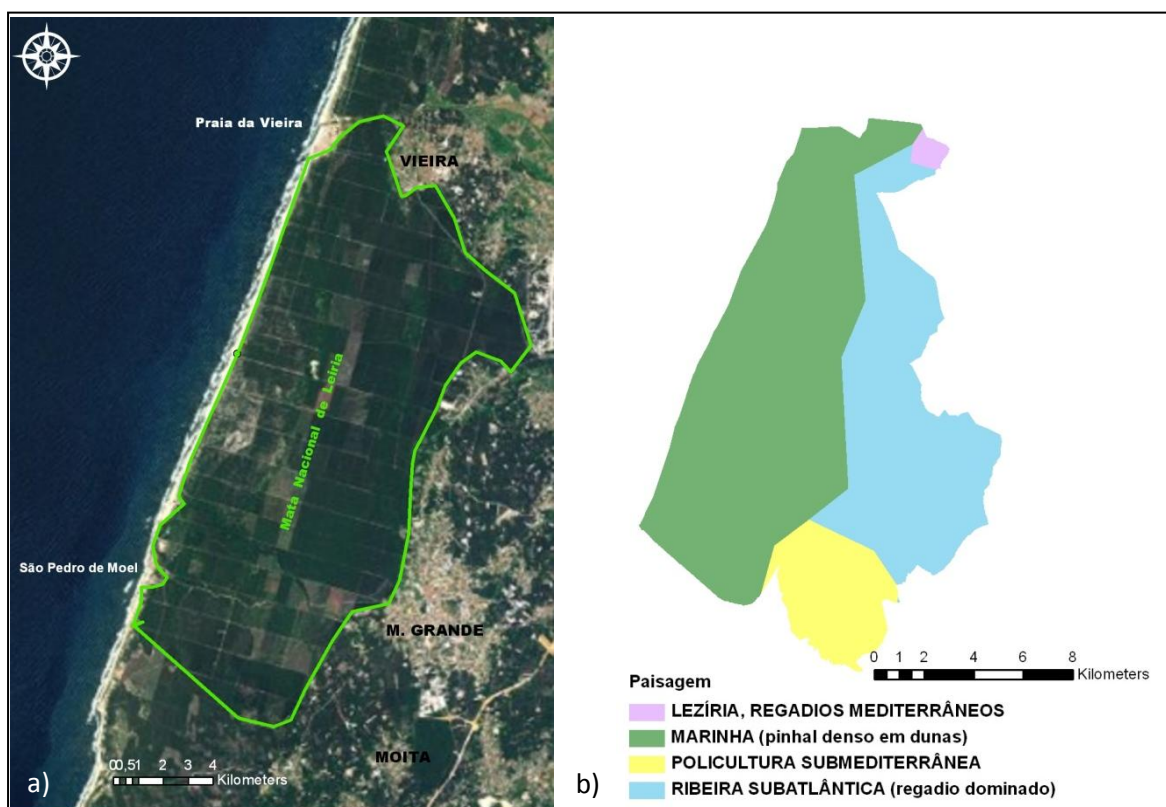 Praia da Vieira
VIEIRA
Mata Nacional de Leiria
São Pedro de Moel
M. GRANDE
MOITA
00,51 2 3 4
Kilometers
a)
0 1 2 4 6 8
Kilometers
Paisagem
LEZÍRIA, REGADIOS MEDITERRÂNEOS
MARINHA (pinhal denso em dunas)
POLICULTURA SUBMEDITERRÂNEA
RIBEIRA SUBATLÂNTICA (regadio dominado)
b)